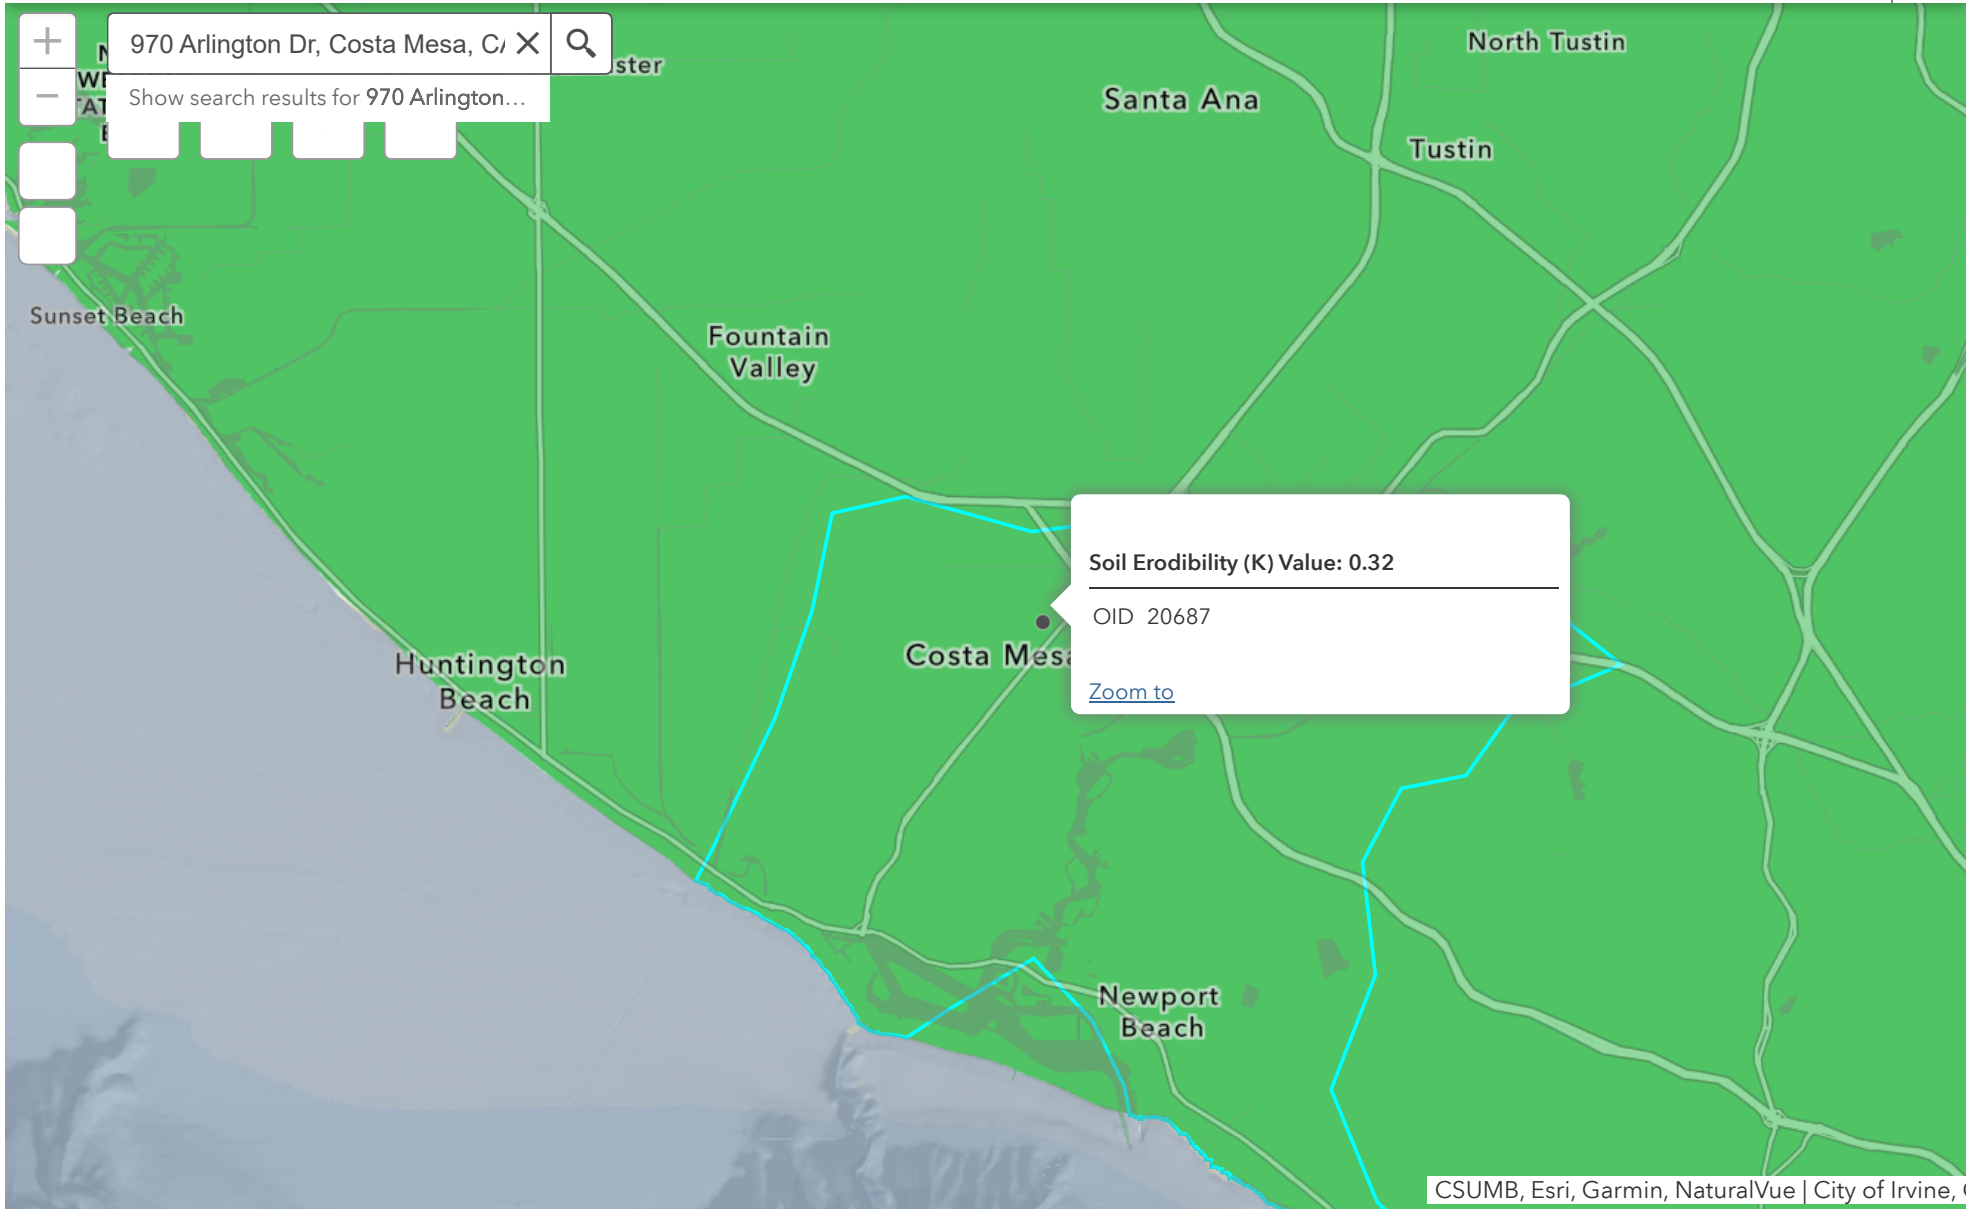 970 Arlington Dr, Costa Mesa, CA
Show search results for 970 Arlington...
North Tustin
Santa Ana
Tustin
Sunset Beach
Fountain
Valley
Soil Erodibility (K) Value: 0.32
OID 20687
Zoom to
Costa Mesa
Huntington
Beach
Newport
Beach
CSUMB, Esri, Garmin, NaturalVue | City of Irvine,